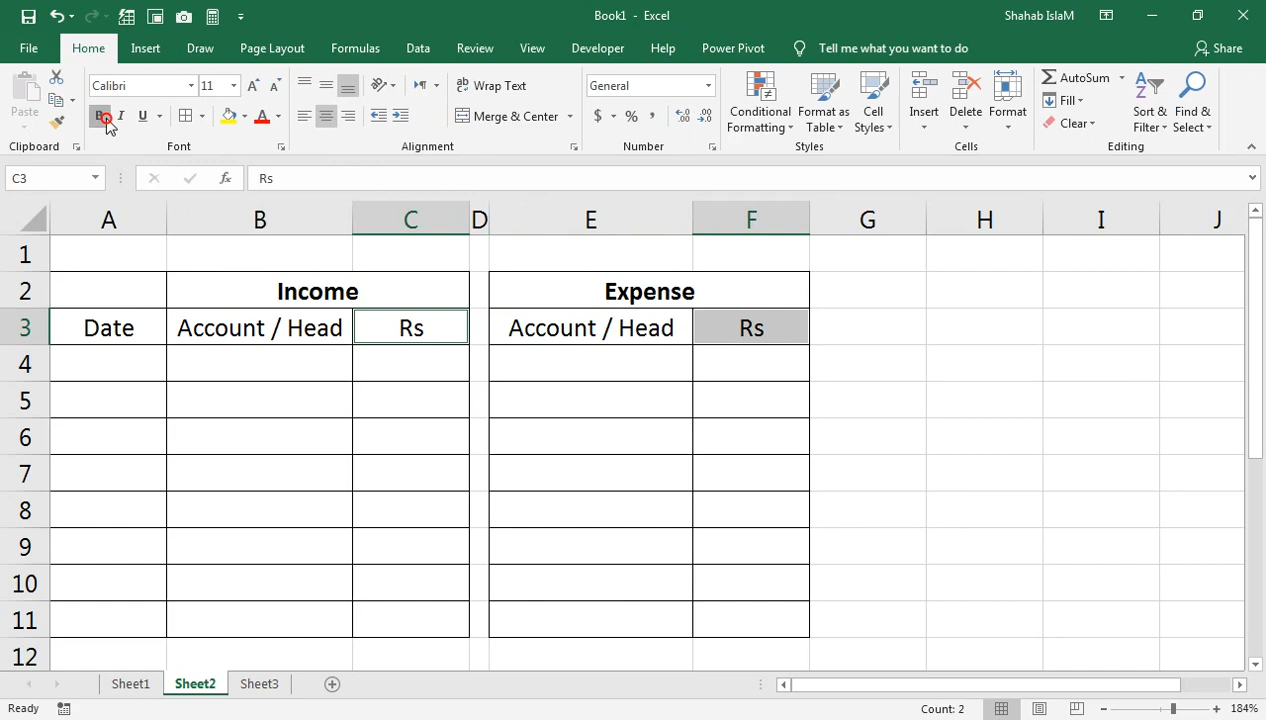 Book1 - Excel
Shahab IslaM
File Home Insert Draw Page Layout Formulas Data Review View Developer Help Power Pivot Tell me what you want to do Share
Paste
Calibri 11
B I U
Wrap Text
Merge & Center
General
$ % ,
Conditional Formatting
Format as Table
Cell Styles
Insert
Delete
Format
AutoSum
Fill
Clear
Sort & Filter
Find & Select
Clipboard Font Alignment Number Styles Cells Editing
C3 fx Rs
A B C D E F G H I J
1
2 Income Expense
3 Date Account / Head Rs Account / Head Rs
4
5
6
7
8
9
10
11
12
Sheet1 Sheet2 Sheet3
Ready Count: 2 184%